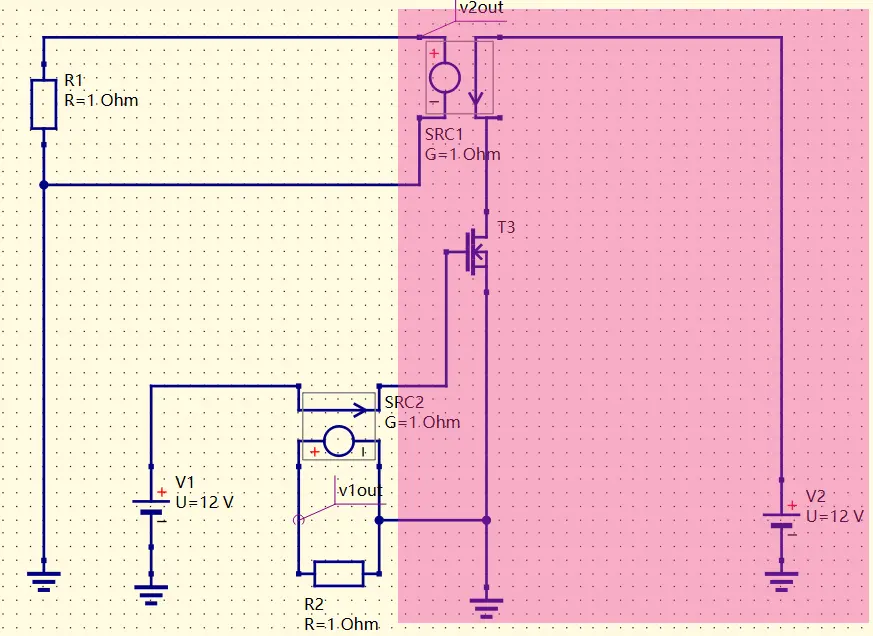 v2out
R1
R=1 Ohm
SRC1
G=1 Ohm
T3
SRC2
G=1 Ohm
V1
U=12 V
v1out
V2
U=12 V
R2
R=1 Ohm